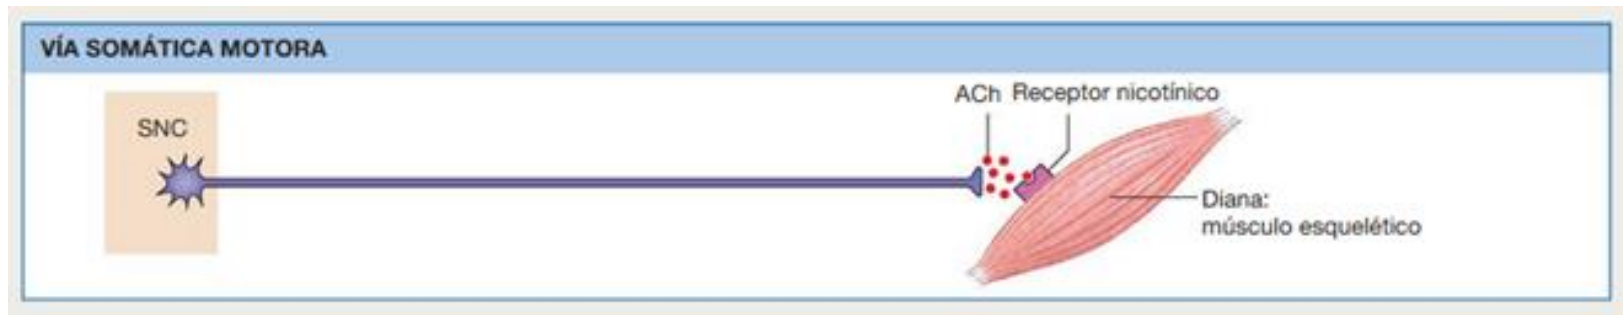 VÍA SOMÁTICA MOTORA
ACh Receptor nicotínico
SNC
Diana:
músculo esquelético